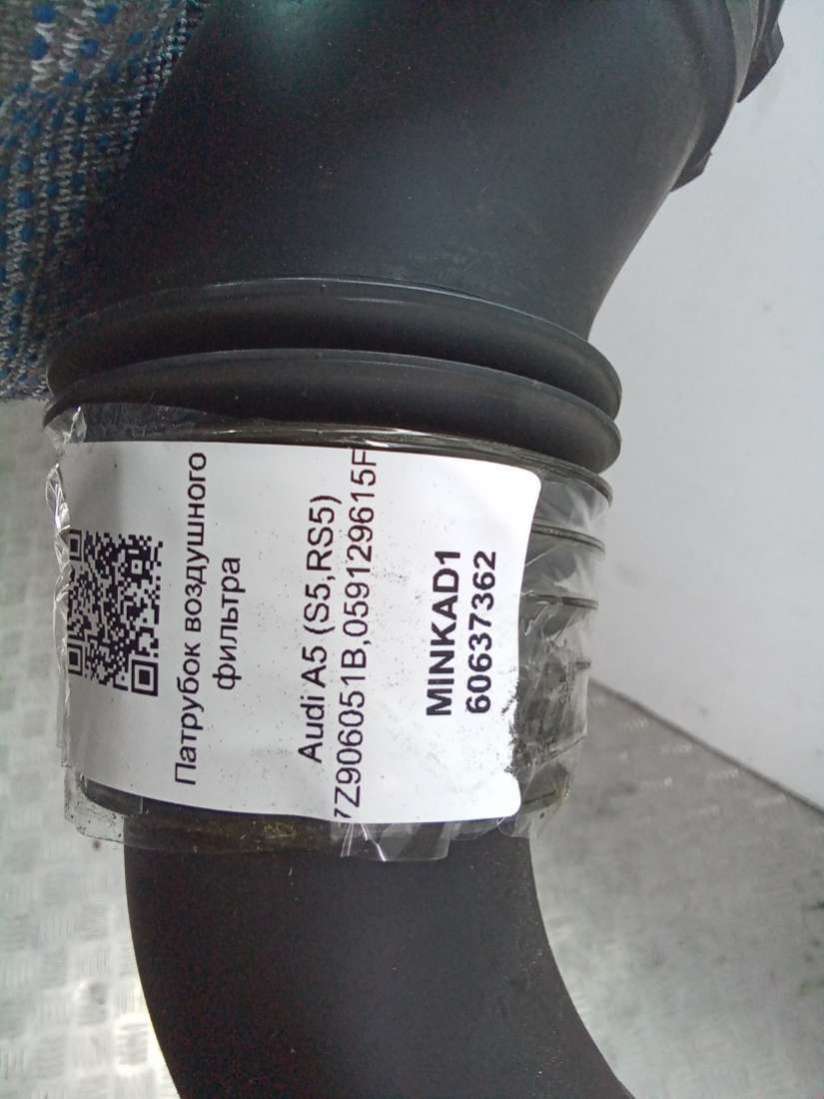 Патрубок воздушного
фильтра
Audi A5 (S5,RS5)
7Z906051B,059129615F
MINKAD1
60637362